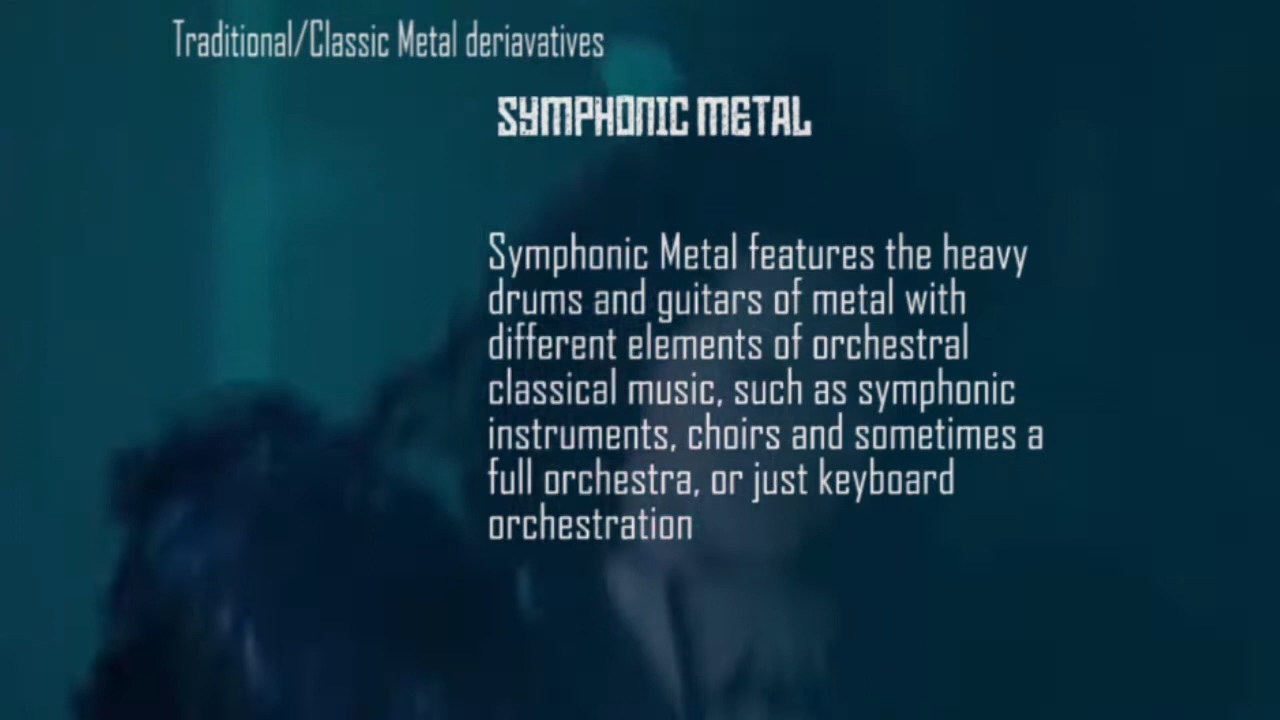 Traditional/Classic Metal deriavatives
SYMPHONIC METAL
Symphonic Metal features the heavy
drums and guitars of metal with
different elements of orchestral
classical music, such as symphonic
instruments, choirs and sometimes a
full orchestra, or just keyboard
orchestration